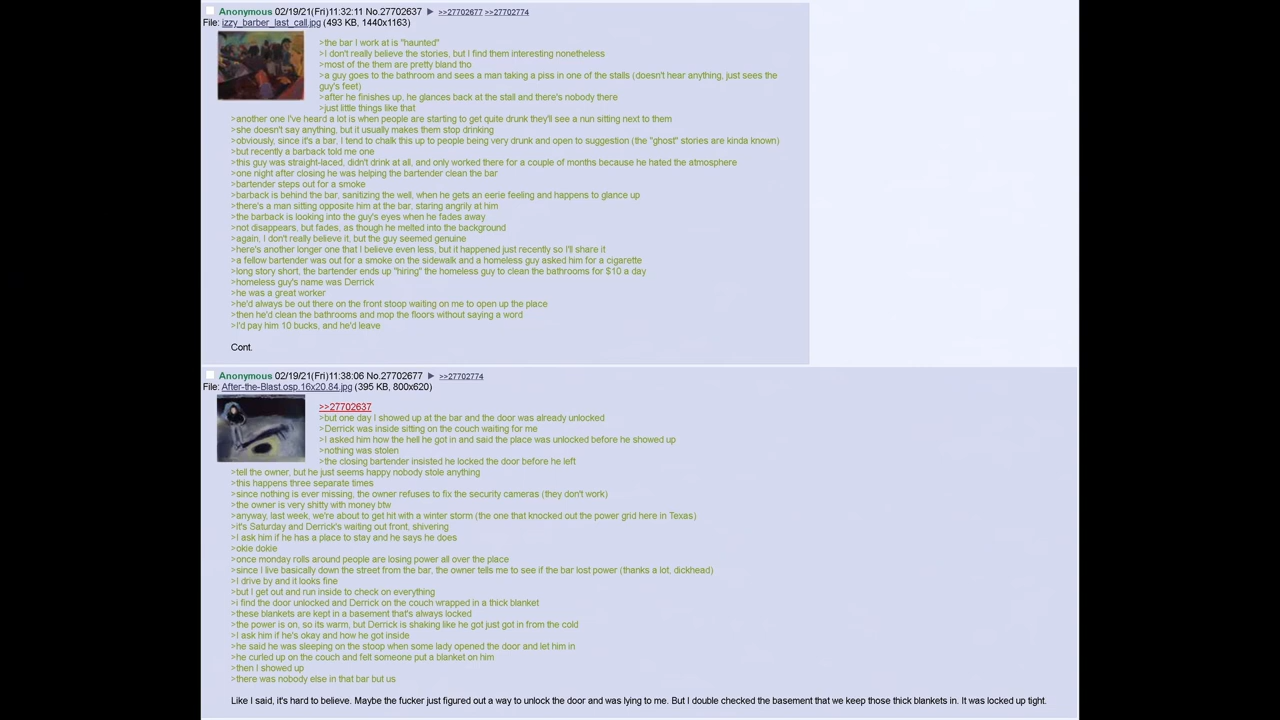 Anonymous 02/19/21(Fri)11:32:11 No.27702637 ▶ >>27702677 >>27702774
File: izzy_barber_last_call.jpg (493 KB, 1440x1163)
>the bar I work at is "haunted"
>I don't really believe the stories, but I find them interesting nonetheless
>most of the them are pretty bland tho
>a guy goes to the bathroom and sees a man taking a piss in one of the stalls (doesn't hear anything, just sees the
guy's feet)
>after he finishes up, he glances back at the stall and there's nobody there
>just little things like that
>another one I've heard a lot is when people are starting to get quite drunk they'll see a nun sitting next to them
>she doesn't say anything, but it usually makes them stop drinking
>obviously, since it's a bar, I tend to chalk this up to people being very drunk and open to suggestion (the "ghost" stories are kinda known)
>but recently a barback told me one
>this guy was straight-laced, didn't drink at all, and only worked there for a couple of months because he hated the atmosphere
>one night after closing he was helping the bartender clean the bar
>bartender steps out for a smoke
>barback is behind the bar, sanitizing the well, when he gets an eerie feeling and happens to glance up
>there's a man sitting opposite him at the bar, staring angrily at him
>the barback is looking into the guy's eyes when he fades away
>not disappears, but fades, as though he melted into the background
>again, I don't really believe it, but the guy seemed genuine
>here's another longer one that I believe even less, but it happened just recently so I'll share it
>a fellow bartender was out for a smoke on the sidewalk and a homeless guy asked him for a cigarette
>long story short, the bartender ends up "hiring" the homeless guy to clean the bathrooms for $10 a day
>homeless guy's name was Derrick
>he was a great worker
>he'd always be out there on the front stoop waiting on me to open up the place
>then he'd clean the bathrooms and mop the floors without saying a word
>I'd pay him 10 bucks, and he'd leave
Cont.
Anonymous 02/19/21(Fri)11:38:06 No.27702677 ▶ >>27702774
File: After-the-Blast.osp.16x20.84.jpg (395 KB, 800x620)
>>27702637
>but one day I showed up at the bar and the door was already unlocked
>Derrick was inside sitting on the couch waiting for me
>I asked him how the hell he got in and said the place was unlocked before he showed up
>nothing was stolen
>the closing bartender insisted he locked the door before he left
>tell the owner, but he just seems happy nobody stole anything
>this happens three separate times
>since nothing is ever missing, the owner refuses to fix the security cameras (they don't work)
>the owner is very shitty with money btw
>anyway, last week, we're about to get hit with a winter storm (the one that knocked out the power grid here in Texas)
>it's Saturday and Derrick's waiting out front, shivering
>I ask him if he has a place to stay and he says he does
>okie dokie
>once monday rolls around people are losing power all over the place
>since I live basically down the street from the bar, the owner tells me to see if the bar lost power (thanks a lot, dickhead)
>I drive by and it looks fine
>but I get out and run inside to check on everything
>i find the door unlocked and Derrick on the couch wrapped in a thick blanket
>these blankets are kept in a basement that's always locked
>the power is on, so its warm, but Derrick is shaking like he got just got in from the cold
>I ask him if he's okay and how he got inside
>he said he was sleeping on the stoop when some lady opened the door and let him in
>he curled up on the couch and felt someone put a blanket on him
>then I showed up
>there was nobody else in that bar but us
Like I said, it's hard to believe. Maybe the fucker just figured out a way to unlock the door and was lying to me. But I double checked the basement that we keep those thick blankets in. It was locked up tight.